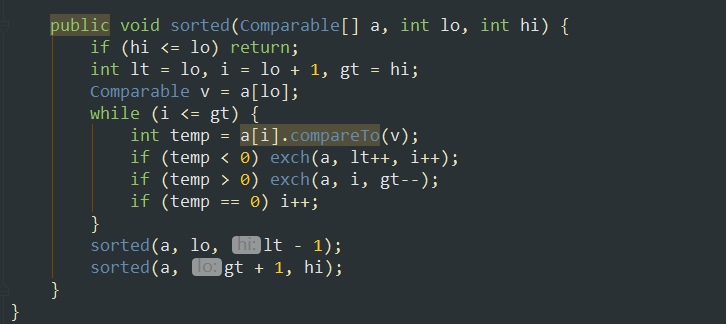 public void sorted(Comparable[] a, int lo, int hi) {
    if (hi <= lo) return;
    int lt = lo, i = lo + 1, gt = hi;
    Comparable v = a[lo];
    while (i <= gt) {
        int temp = a[i].compareTo(v);
        if (temp < 0) exch(a, lt++, i++);
        if (temp > 0) exch(a, i, gt--);
        if (temp == 0) i++;
    }
    sorted(a, lo, hi: lt - 1);
    sorted(a, lo: gt + 1, hi);
}
}